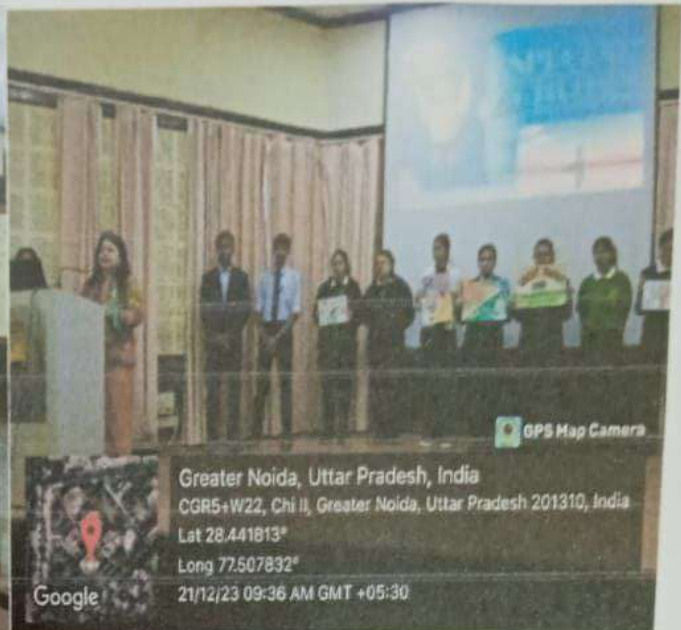 GPS Map Camera
Greater Noida, Uttar Pradesh, India
CGR5+W22, Chi II, Greater Noida, Uttar Pradesh 201310, India
Lat 28.441813°
Long 77.507832°
21/12/23 09:36 AM GMT +05:30
Google